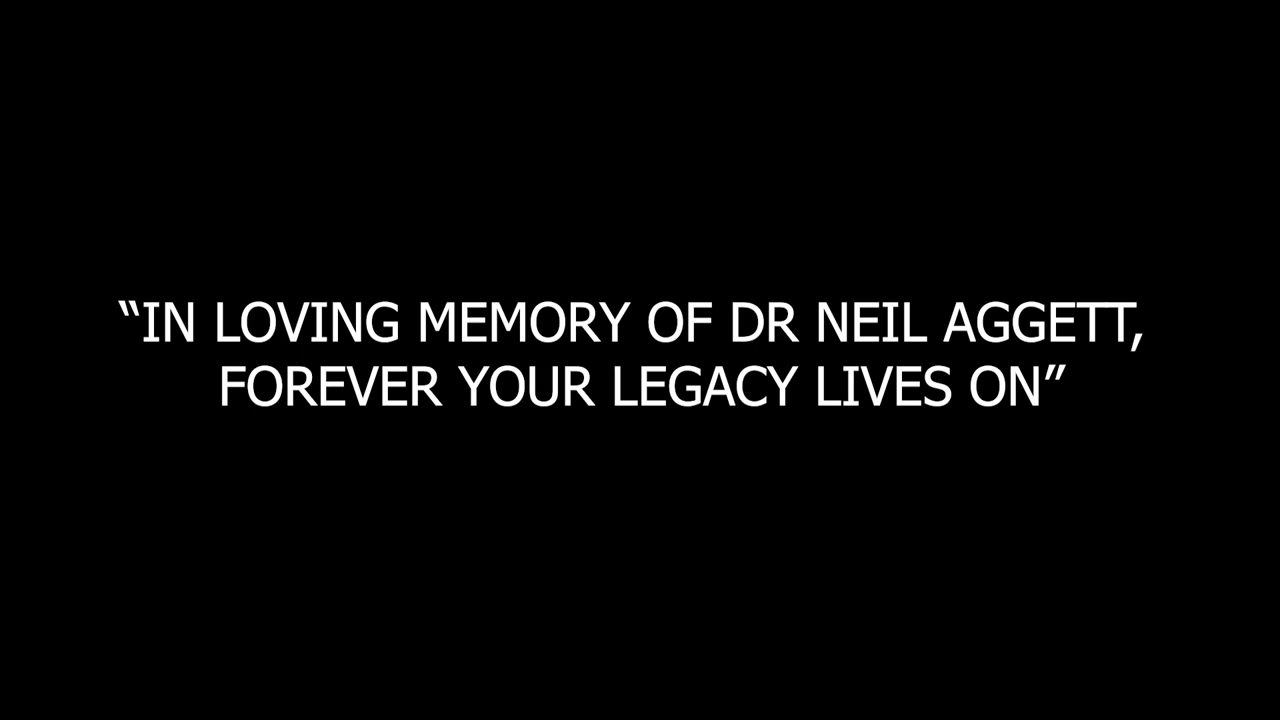 “IN LOVING MEMORY OF DR NEIL AGGETT,
FOREVER YOUR LEGACY LIVES ON”